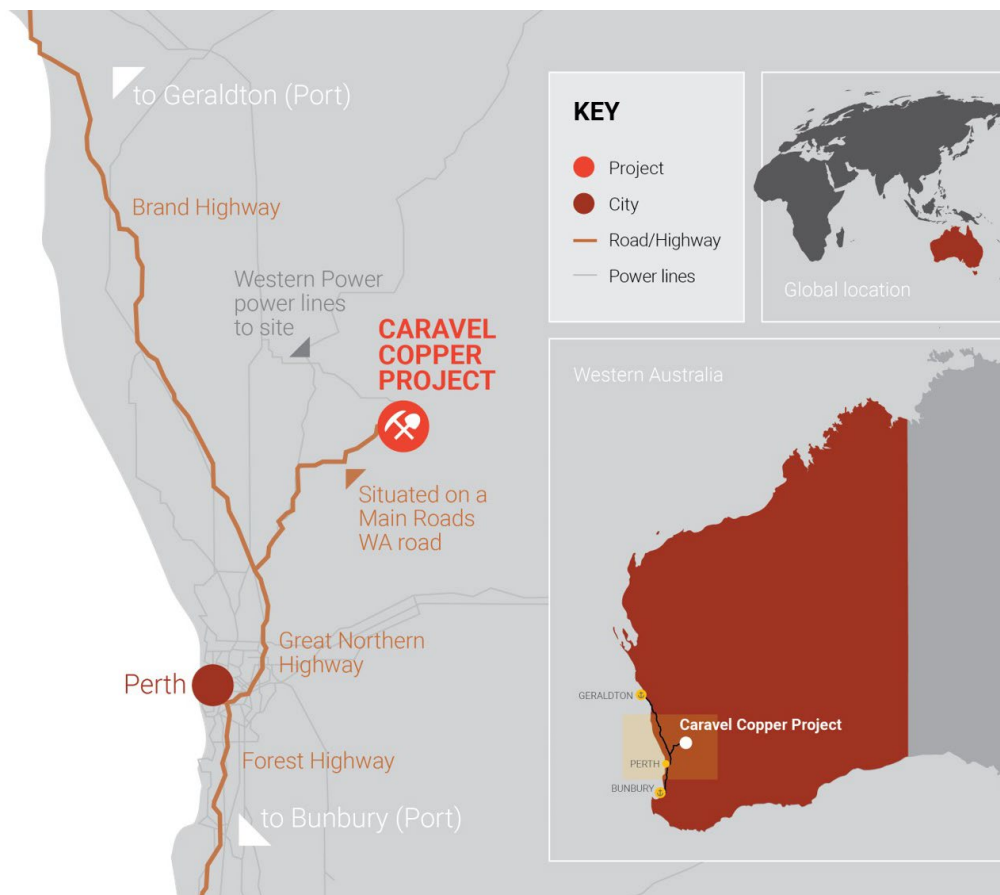 to Geraldton (Port)
Brand Highway
Western Power
power lines
to site
CARAVEL
COPPER
PROJECT
Situated on a
Main Roads
WA road
Great Northern
Highway
Perth
Forest Highway
to Bunbury (Port)
KEY
Project
City
Road/Highway
Power lines
Global location
Western Australia
GERALDTON
Caravel Copper Project
PERTH
BUNBURY